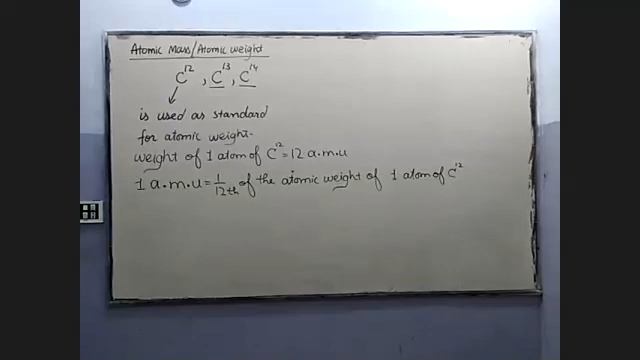 Atomic Mass/Atomic weight
C¹², C¹³, C¹⁴
is used as standard
for atomic weight.
weight of 1 atom of C¹² = 12 a.m.u
1 a.m.u = 1/12th of the atomic weight of 1 atom of C¹²